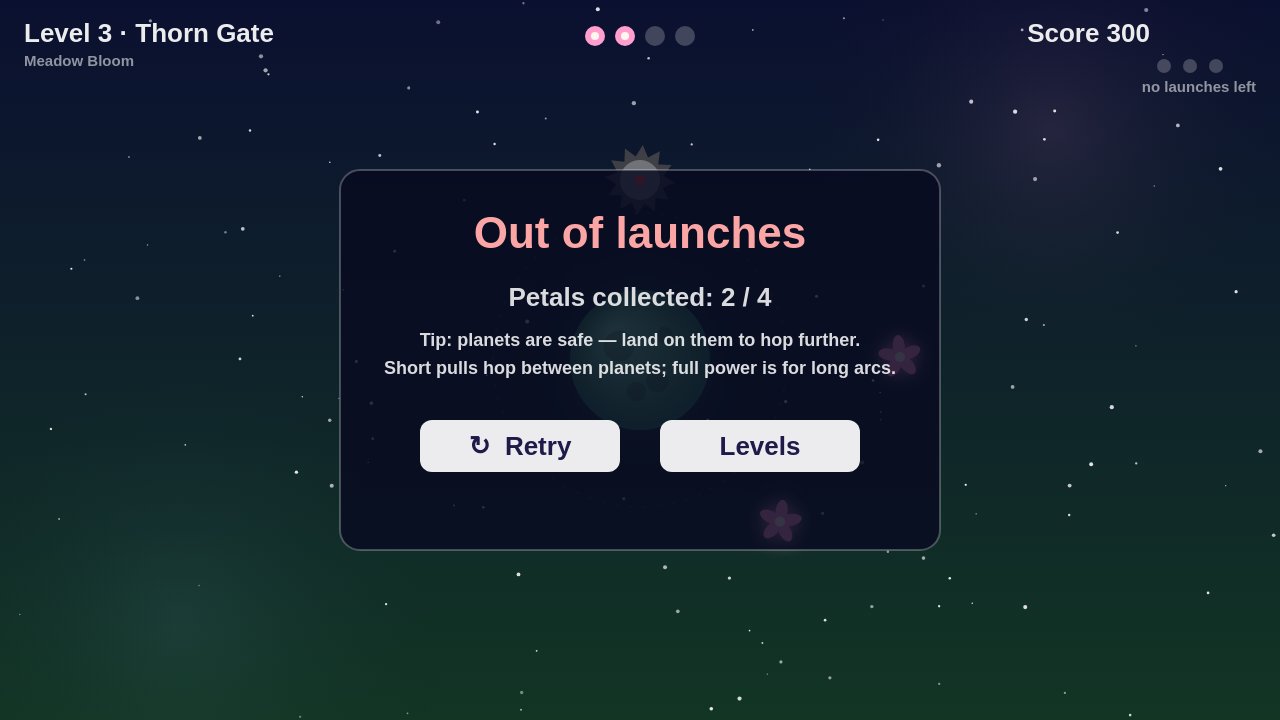 Level 3 · Thorn Gate
Meadow Bloom
Score 300
no launches left
Out of launches
Petals collected: 2 / 4
Tip: planets are safe — land on them to hop further.
Short pulls hop between planets; full power is for long arcs.
↻ Retry
Levels